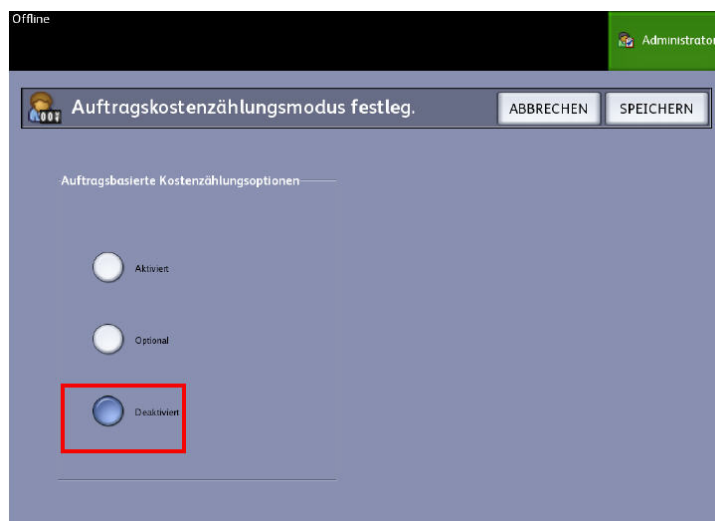 Offline
Administrator
Auftragskostenzählungsmodus festleg.
ABBRECHEN
SPEICHERN
Auftragsbasierte Kostenzählungsoptionen
Aktiviert
Optional
Deaktiviert